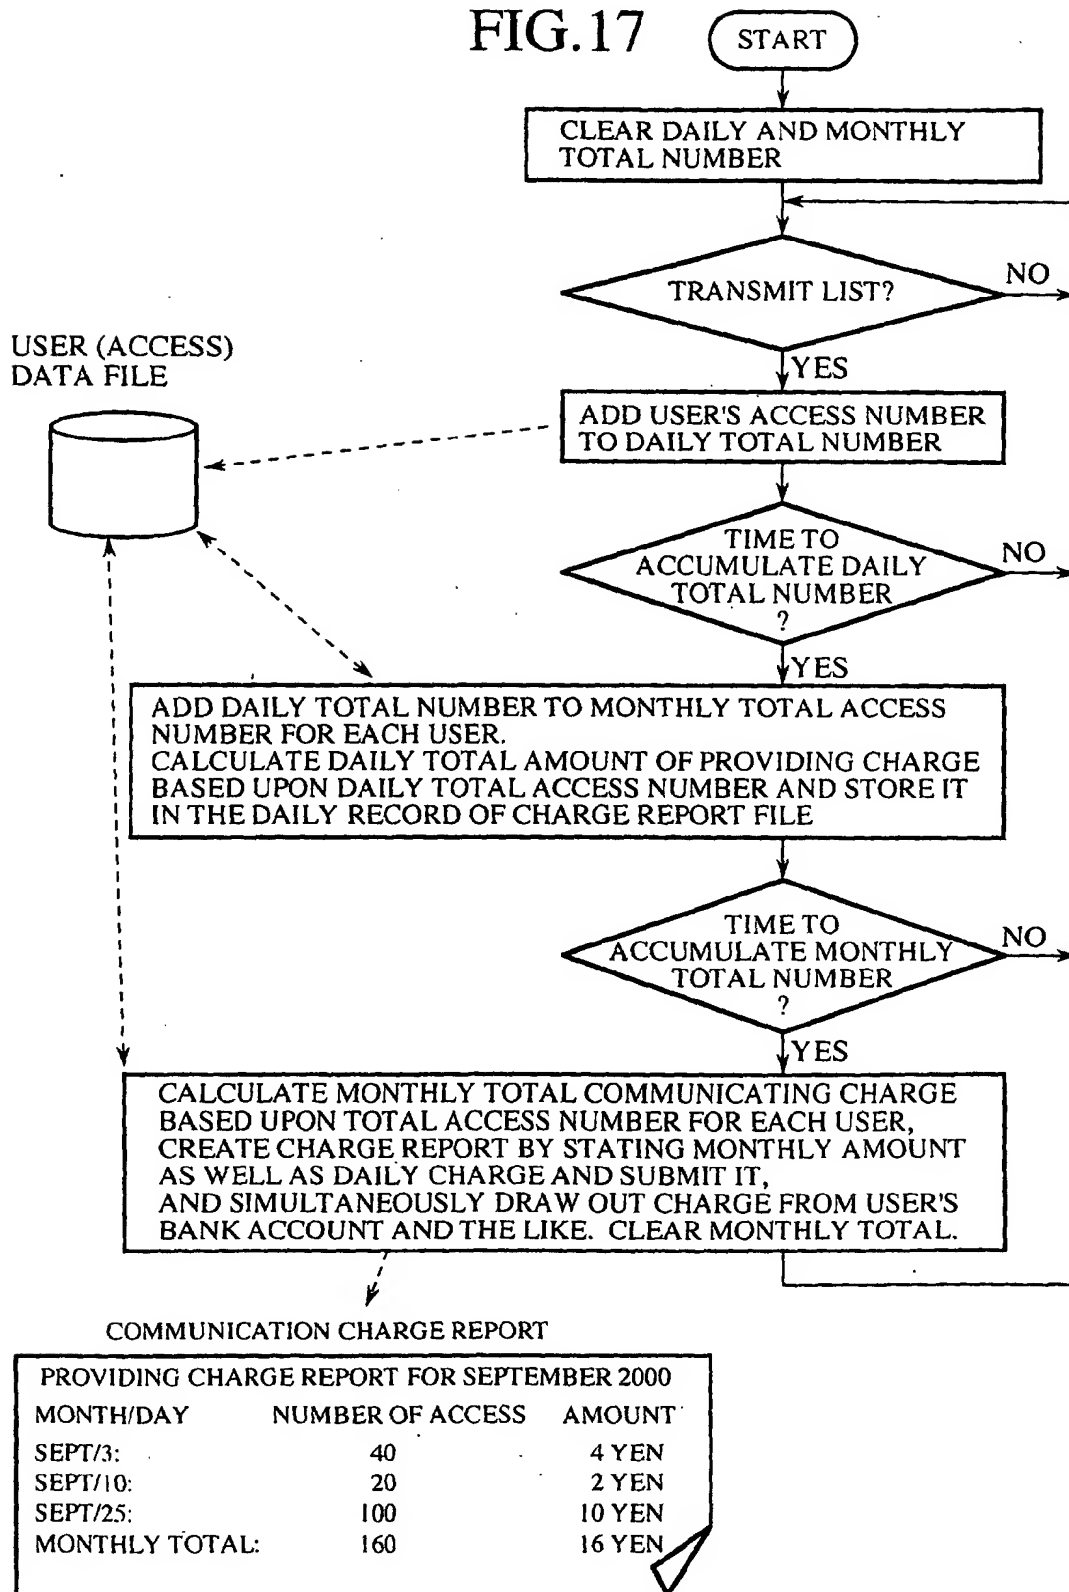 FIG.17
START
CLEAR DAILY AND MONTHLY
TOTAL NUMBER
TRANSMIT LIST?
NO
YES
USER (ACCESS)
DATA FILE
ADD USER'S ACCESS NUMBER
TO DAILY TOTAL NUMBER
TIME TO
ACCUMULATE DAILY
TOTAL NUMBER
?
NO
YES
ADD DAILY TOTAL NUMBER TO MONTHLY TOTAL ACCESS
NUMBER FOR EACH USER.
CALCULATE DAILY TOTAL AMOUNT OF PROVIDING CHARGE
BASED UPON DAILY TOTAL ACCESS NUMBER AND STORE IT
IN THE DAILY RECORD OF CHARGE REPORT FILE
TIME TO
ACCUMULATE MONTHLY
TOTAL NUMBER
?
NO
YES
CALCULATE MONTHLY TOTAL COMMUNICATING CHARGE
BASED UPON TOTAL ACCESS NUMBER FOR EACH USER,
CREATE CHARGE REPORT BY STATING MONTHLY AMOUNT
AS WELL AS DAILY CHARGE AND SUBMIT IT,
AND SIMULTANEOUSLY DRAW OUT CHARGE FROM USER'S
BANK ACCOUNT AND THE LIKE. CLEAR MONTHLY TOTAL.
COMMUNICATION CHARGE REPORT
PROVIDING CHARGE REPORT FOR SEPTEMBER 2000
MONTH/DAY NUMBER OF ACCESS AMOUNT
SEPT/3: 40 4 YEN
SEPT/10: 20 2 YEN
SEPT/25: 100 10 YEN
MONTHLY TOTAL: 160 16 YEN